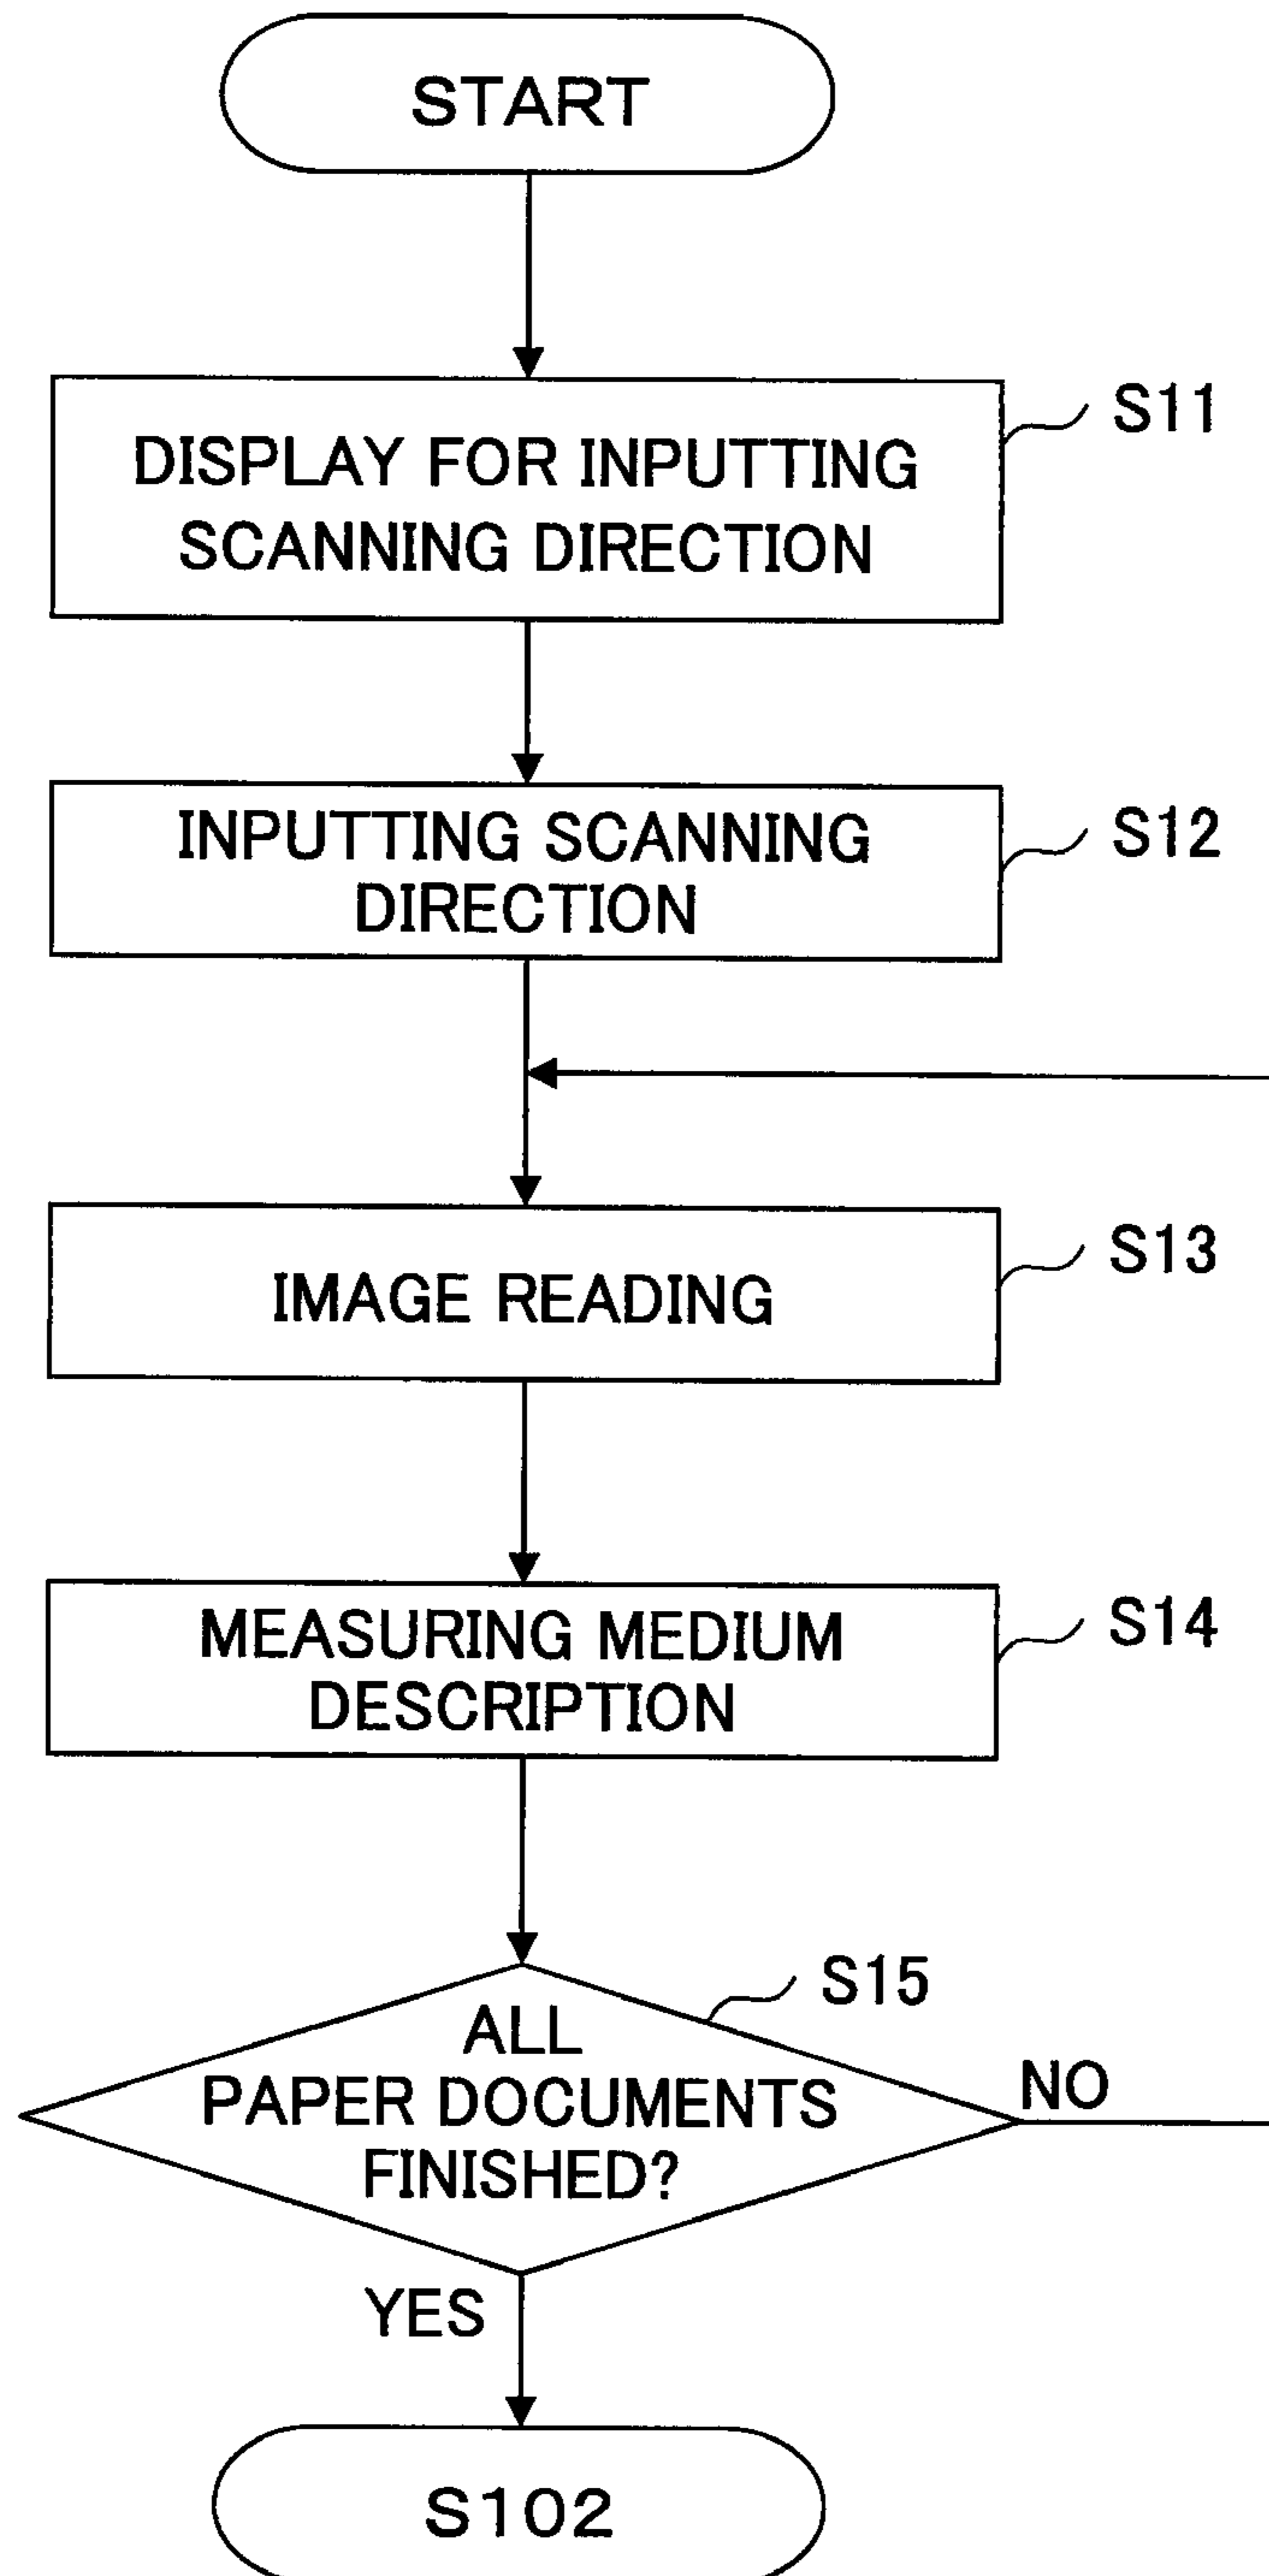 START
DISPLAY FOR INPUTTING
SCANNING DIRECTION
S11
INPUTTING SCANNING
DIRECTION
S12
IMAGE READING
S13
MEASURING MEDIUM
DESCRIPTION
S14
ALL
PAPER DOCUMENTS
FINISHED?
S15
NO
YES
S102